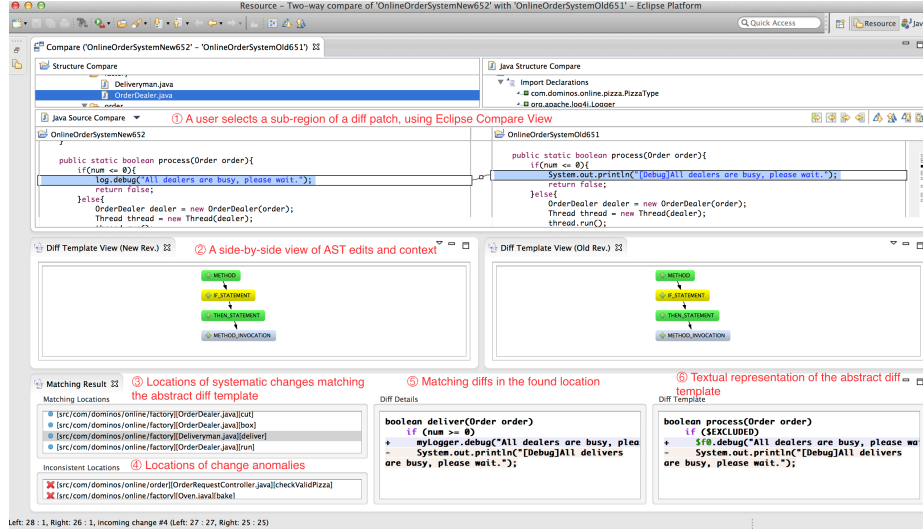 Resource – Two-way compare of 'OnlineOrderSystemNew652' with 'OnlineOrderSystemOld651' – Eclipse Platform
Quick Access
Resource
Compare ('OnlineOrderSystemNew652' – 'OnlineOrderSystemOld651')
Structure Compare
Java Structure Compare
Deliveryman.java
OrderDealer.java
order
Import Declarations
com.dominos.online.pizza.PizzaType
org.apache.log4j.Logger
Java Source Compare
① A user selects a sub-region of a diff patch, using Eclipse Compare View
OnlineOrderSystemNew652
}
public static boolean process(Order order){
if(num <= 0){
log.debug("All dealers are busy, please wait.");
return false;
}else{
OrderDealer dealer = new OrderDealer(order);
Thread thread = new Thread(dealer);
thread.run();
OnlineOrderSystemOld651
public static boolean process(Order order){
if(num <= 0){
System.out.println("[Debug]All dealers are busy, please wait.");
return false;
}else{
OrderDealer dealer = new OrderDealer(order);
Thread thread = new Thread(dealer);
thread.run();
Diff Template View (New Rev.)
② A side-by-side view of AST edits and context
METHOD
IF_STATEMENT
THEN_STATEMENT
METHOD_INVOCATION
Diff Template View (Old Rev.)
METHOD
IF_STATEMENT
THEN_STATEMENT
METHOD_INVOCATION
Matching Result
③ Locations of systematic changes matching
the abstract diff template
Matching Locations
[src/com/dominos/online/factory][OrderDealer.java][cut]
[src/com/dominos/online/factory][OrderDealer.java][box]
[src/com/dominos/online/factory][Deliveryman.java][deliver]
[src/com/dominos/online/factory][OrderDealer.java][run]
Inconsistent Locations
④ Locations of change anomalies
[src/com/dominos/online/order][OrderRequestController.java][checkValidPizza]
[src/com/dominos/online/factory][Oven.java][bake]
⑤ Matching diffs in the found location
Diff Details
boolean deliver(Order order)
if (num >= 0)
+ myLogger.debug("All dealers are busy, plea
- System.out.println("[Debug]All delivers
are busy, please wait.");
⑥ Textual representation of the abstract diff
template
Diff Template
boolean process(Order order)
if ($EXCLUDED)
+ $f0.debug("All dealers are busy, please wa
- System.out.println("[Debug]All dealers
are busy, please wait.");
Left: 28 : 1, Right: 26 : 1, incoming change #4 (Left: 27 : 27, Right: 25 : 25)